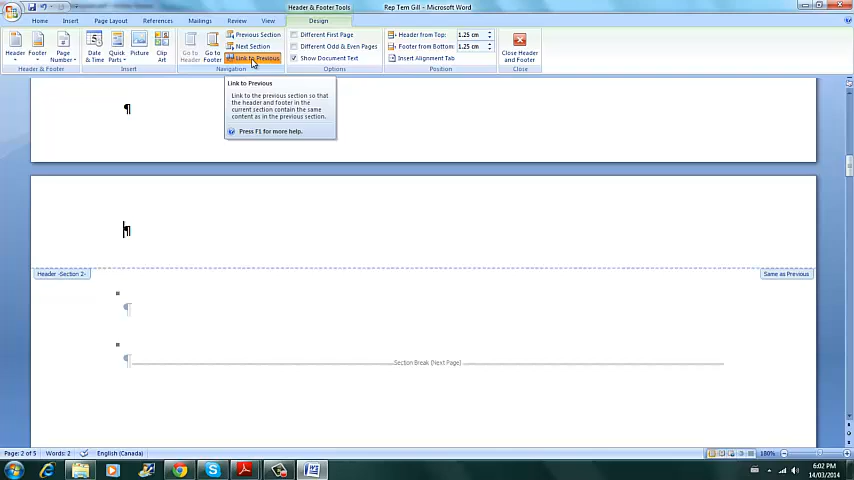 Header & Footer Tools
Rep Tem Gill - Microsoft Word
Home Insert Page Layout References Mailings Review View Design
Header Footer Page Number
Header & Footer
Date & Time Quick Parts Picture Clip Art
Insert
Go to Header Go to Footer
Previous Section
Next Section
Link to Previous
Navigation
Different First Page
Different Odd & Even Pages
Show Document Text
Options
Header from Top: 1.25 cm
Footer from Bottom: 1.25 cm
Insert Alignment Tab
Position
Close Header and Footer
Close
Link to Previous
Link to the previous section so that
the header and footer in the
current section contain the same
content as in the previous section.
Press F1 for more help.
¶
¶
Header -Section 2-
Same as Previous
¶
¶
Section Break (Next Page)
Page: 2 of 5 Words: 2 English (Canada)
180%
6:02 PM
14/03/2014